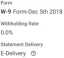 Form
W-9 Form-Dec 5th 2018
Withholding Rate
0.0%
Statement Delivery
E-Delivery ?